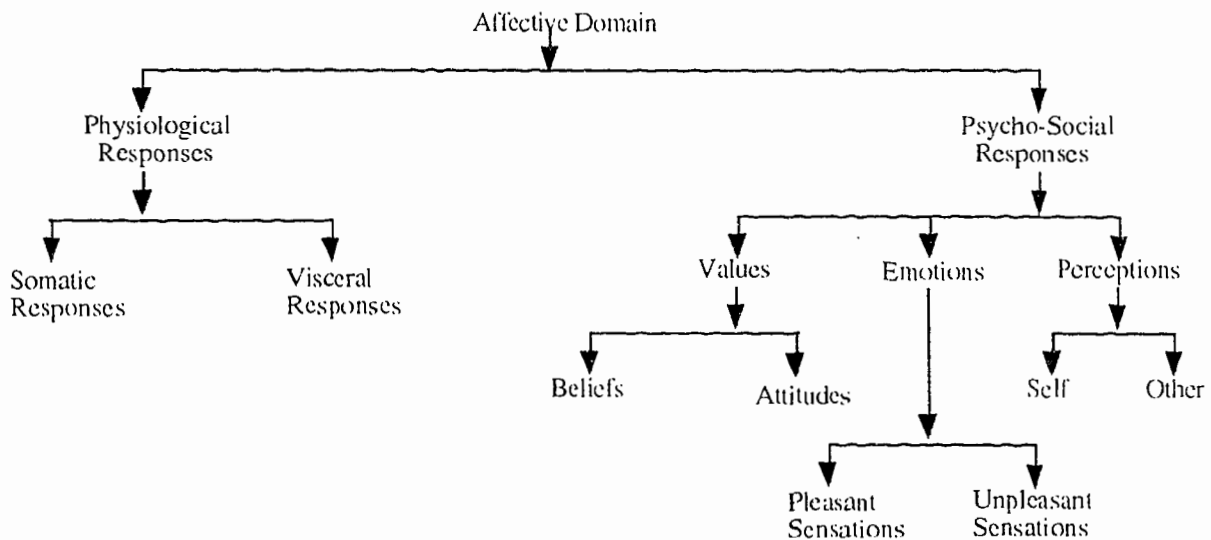 Affective Domain
Physiological
Responses
Psycho-Social
Responses
Somatic
Responses
Visceral
Responses
Values
Emotions
Perceptions
Beliefs
Attitudes
Self
Other
Pleasant
Sensations
Unpleasant
Sensations